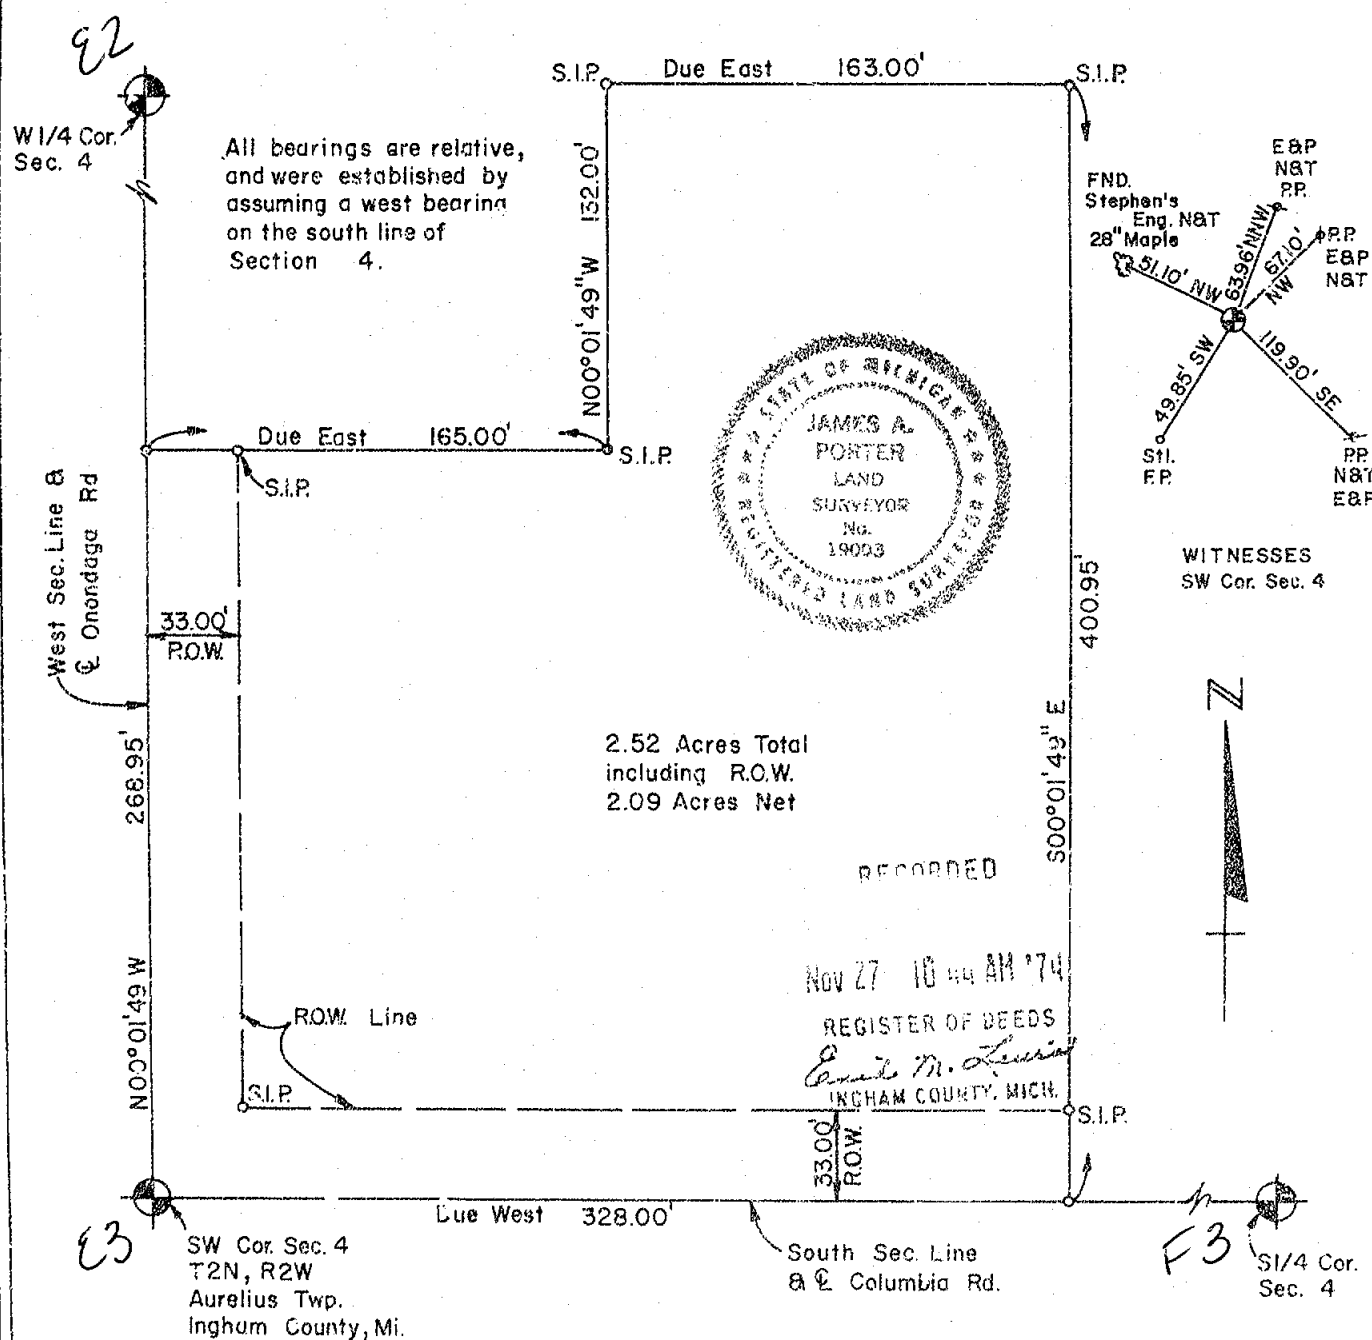 E2
W 1/4 Cor.
Sec. 4
All bearings are relative,
and were established by
assuming a west bearing
on the south line of
Section 4.
S.I.P.
Due East 163.00'
S.I.P.
N00°01'49"W 132.00'
FND.
Stephen's
Eng. N&T
28" Maple
E&P
N&T
P.P.
P.P.
E&P
N&T
51.10' NW
63.96' NNW
67.10'
NW
49.85' SW
119.90' SE
Stl.
F.P.
P.P.
N&T
E&P
WITNESSES
SW Cor. Sec. 4
Due East 165.00'
S.I.P.
S.I.P.
STATE OF MICHIGAN
JAMES A.
PORTER
LAND
SURVEYOR
No.
19003
REGISTERED LAND SURVEYOR
West Sec. Line &
℄ Onondaga Rd
33.00'
R.O.W.
400.95'
S00°01'49" E
N
268.95'
N00°01'49 W
2.52 Acres Total
including R.O.W.
2.09 Acres Net
RECORDED
Nov 27 10 44 AM '74
REGISTER OF DEEDS
INGHAM COUNTY, MICH.
R.O.W. Line
S.I.P.
S.I.P.
33.00'
R.O.W.
Due West 328.00'
E3
SW Cor. Sec. 4
T2N, R2W
Aurelius Twp.
Ingham County, Mi.
South Sec. Line
& ℄ Columbia Rd.
F3
S1/4 Cor.
Sec. 4